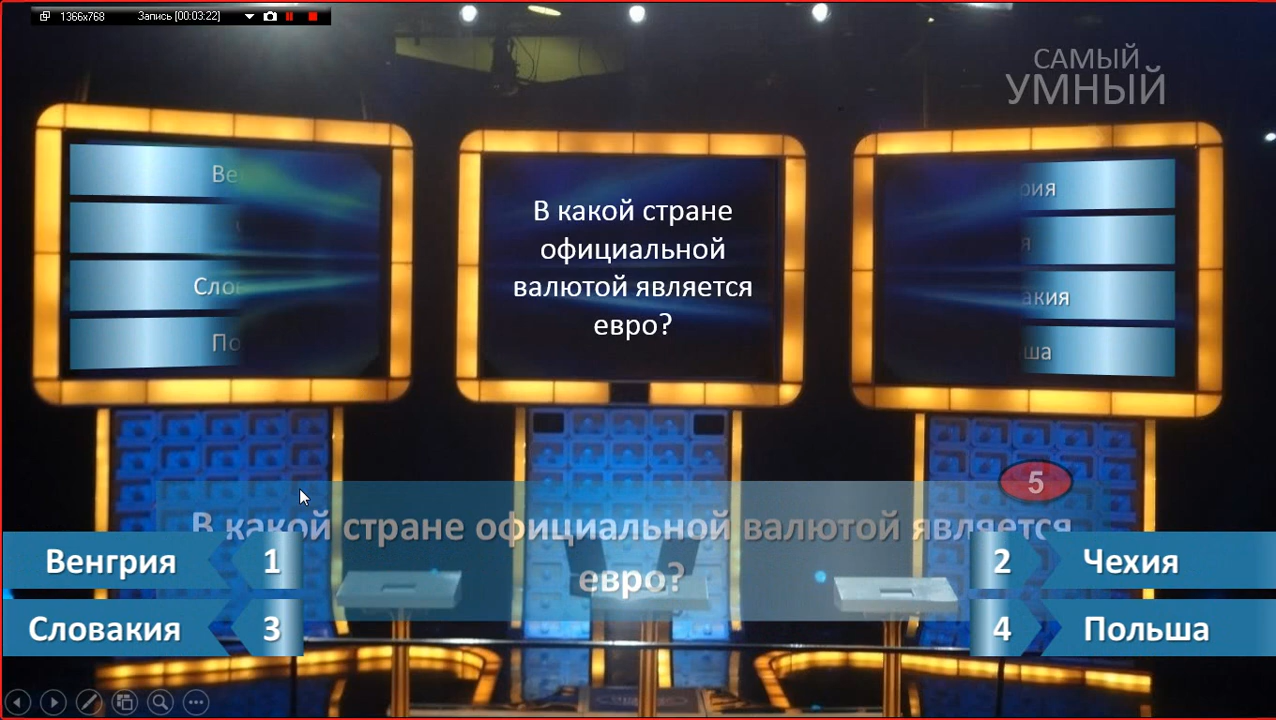 1366x768
Запись [00:03:22]
САМЫЙ
УМНЫЙ
В какой стране
официальной
валютой является
евро?
5
В какой стране официальной валютой является
евро?
Венгрия 1
2 Чехия
Словакия 3
4 Польша